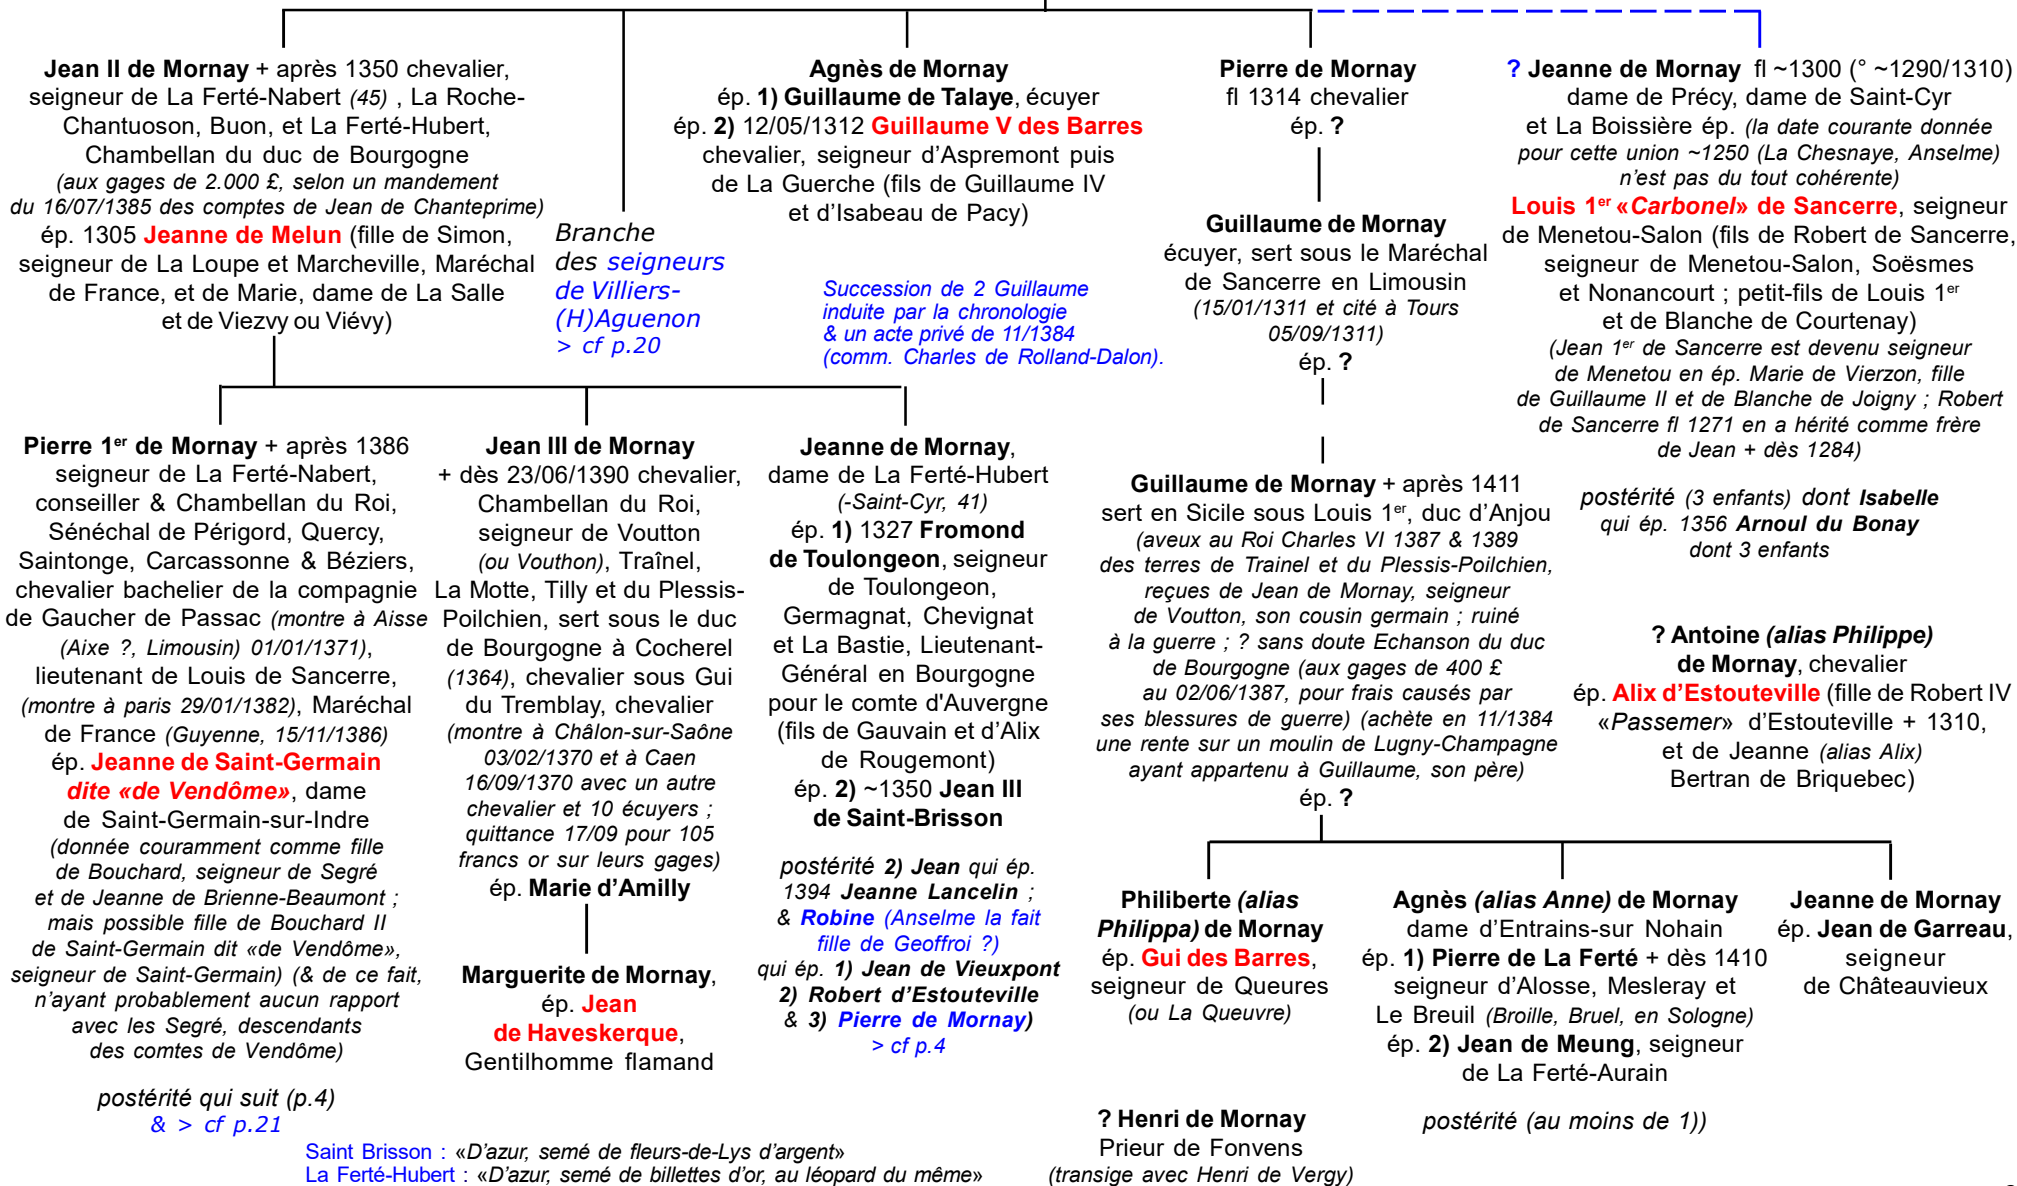 Jean II de Mornay + après 1350 chevalier,
seigneur de La Ferté-Nabert (45) , La Roche-
Chantuoson, Buon, et La Ferté-Hubert,
Chambellan du duc de Bourgogne
(aux gages de 2.000 £, selon un mandement
du 16/07/1385 des comptes de Jean de Chanteprime)
ép. 1305 Jeanne de Melun (fille de Simon,
seigneur de La Loupe et Marcheville, Maréchal
de France, et de Marie, dame de La Salle
et de Viezvy ou Viévy)
Branche
des seigneurs
de Villiers-
(H)Aguenon
> cf p.20
Agnès de Mornay
ép. 1) Guillaume de Talaye, écuyer
ép. 2) 12/05/1312 Guillaume V des Barres
chevalier, seigneur d'Aspremont puis
de La Guerche (fils de Guillaume IV
et d'Isabeau de Pacy)
Succession de 2 Guillaume
induite par la chronologie
& un acte privé de 11/1384
(comm. Charles de Rolland-Dalon).
Pierre de Mornay
fl 1314 chevalier
ép. ?
Guillaume de Mornay
écuyer, sert sous le Maréchal
de Sancerre en Limousin
(15/01/1311 et cité à Tours
05/09/1311)
ép. ?
? Jeanne de Mornay fl ~1300 (° ~1290/1310)
dame de Précy, dame de Saint-Cyr
et La Boissière ép. (la date courante donnée
pour cette union ~1250 (La Chesnaye, Anselme)
n'est pas du tout cohérente)
Louis 1er «Carbonel» de Sancerre, seigneur
de Menetou-Salon (fils de Robert de Sancerre,
seigneur de Menetou-Salon, Soësmes
et Nonancourt ; petit-fils de Louis 1er
et de Blanche de Courtenay)
(Jean 1er de Sancerre est devenu seigneur
de Menetou en ép. Marie de Vierzon, fille
de Guillaume II et de Blanche de Joigny ; Robert
de Sancerre fl 1271 en a hérité comme frère
de Jean + dès 1284)
postérité (3 enfants) dont Isabelle
qui ép. 1356 Arnoul du Bonay
dont 3 enfants
Pierre 1er de Mornay + après 1386
seigneur de La Ferté-Nabert,
conseiller & Chambellan du Roi,
Sénéchal de Périgord, Quercy,
Saintonge, Carcassonne & Béziers,
chevalier bachelier de la compagnie
de Gaucher de Passac (montre à Aisse
(Aixe ?, Limousin) 01/01/1371),
lieutenant de Louis de Sancerre,
(montre à paris 29/01/1382), Maréchal
de France (Guyenne, 15/11/1386)
ép. Jeanne de Saint-Germain
dite «de Vendôme», dame
de Saint-Germain-sur-Indre
(donnée couramment comme fille
de Bouchard, seigneur de Segré
et de Jeanne de Brienne-Beaumont ;
mais possible fille de Bouchard II
de Saint-Germain dit «de Vendôme»,
seigneur de Saint-Germain) (& de ce fait,
n'ayant probablement aucun rapport
avec les Segré, descendants
des comtes de Vendôme)
postérité qui suit (p.4)
& > cf p.21
Jean III de Mornay
+ dès 23/06/1390 chevalier,
Chambellan du Roi,
seigneur de Voutton
(ou Vouthon), Traînel,
La Motte, Tilly et du Plessis-
Poilchien, sert sous le duc
de Bourgogne à Cocherel
(1364), chevalier sous Gui
du Tremblay, chevalier
(montre à Châlon-sur-Saône
03/02/1370 et à Caen
16/09/1370 avec un autre
chevalier et 10 écuyers ;
quittance 17/09 pour 105
francs or sur leurs gages)
ép. Marie d'Amilly
Marguerite de Mornay,
ép. Jean
de Haveskerque,
Gentilhomme flamand
Jeanne de Mornay,
dame de La Ferté-Hubert
(-Saint-Cyr, 41)
ép. 1) 1327 Fromond
de Toulongeon, seigneur
de Toulongeon,
Germagnat, Chevignat
et La Bastie, Lieutenant-
Général en Bourgogne
pour le comte d'Auvergne
(fils de Gauvain et d'Alix
de Rougemont)
ép. 2) ~1350 Jean III
de Saint-Brisson
postérité 2) Jean qui ép.
1394 Jeanne Lancelin ;
& Robine (Anselme la fait
fille de Geoffroi ?)
qui ép. 1) Jean de Vieuxpont
2) Robert d'Estouteville
& 3) Pierre de Mornay)
> cf p.4
Guillaume de Mornay + après 1411
sert en Sicile sous Louis 1er, duc d'Anjou
(aveux au Roi Charles VI 1387 & 1389
des terres de Trainel et du Plessis-Poilchien,
reçues de Jean de Mornay, seigneur
de Voutton, son cousin germain ; ruiné
à la guerre ; ? sans doute Echanson du duc
de Bourgogne (aux gages de 400 £
au 02/06/1387, pour frais causés par
ses blessures de guerre) (achète en 11/1384
une rente sur un moulin de Lugny-Champagne
ayant appartenu à Guillaume, son père)
ép. ?
? Antoine (alias Philippe)
de Mornay, chevalier
ép. Alix d'Estouteville (fille de Robert IV
«Passemer» d'Estouteville + 1310,
et de Jeanne (alias Alix)
Bertran de Briquebec)
Philiberte (alias
Philippa) de Mornay
ép. Gui des Barres,
seigneur de Queures
(ou La Queuvre)
Agnès (alias Anne) de Mornay
dame d'Entrains-sur Nohain
ép. 1) Pierre de La Ferté + dès 1410
seigneur d'Alosse, Mesleray et
Le Breuil (Broille, Bruel, en Sologne)
ép. 2) Jean de Meung, seigneur
de La Ferté-Aurain
postérité (au moins de 1))
Jeanne de Mornay
ép. Jean de Garreau,
seigneur
de Châteauvieux
? Henri de Mornay
Prieur de Fonvens
(transige avec Henri de Vergy)
Saint Brisson : «D'azur, semé de fleurs-de-Lys d'argent»
La Ferté-Hubert : «D'azur, semé de billettes d'or, au léopard du même»